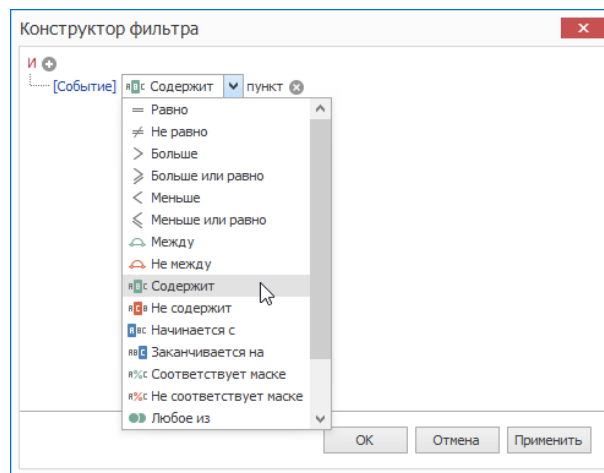 Конструктор фильтра
И
[Событие] Содержит пункт
Равно
Не равно
Больше
Больше или равно
Меньше
Меньше или равно
Между
Не между
Содержит
Не содержит
Начинается с
Заканчивается на
Соответствует маске
Не соответствует маске
Любое из
OK Отмена Применить